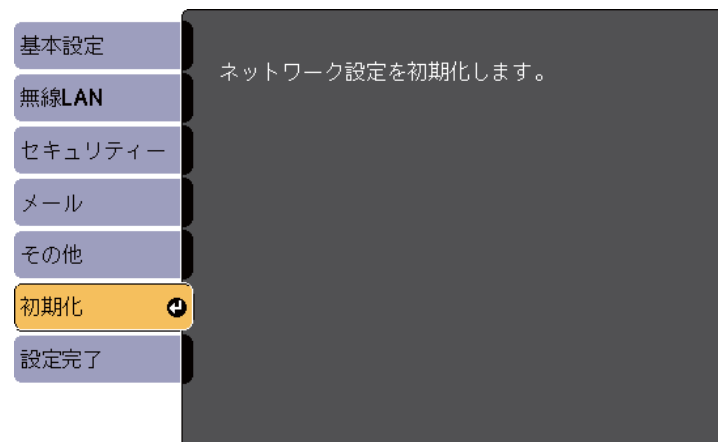 基本設定
無線LAN
セキュリティー
メール
その他
初期化
設定完了
ネットワーク設定を初期化します。